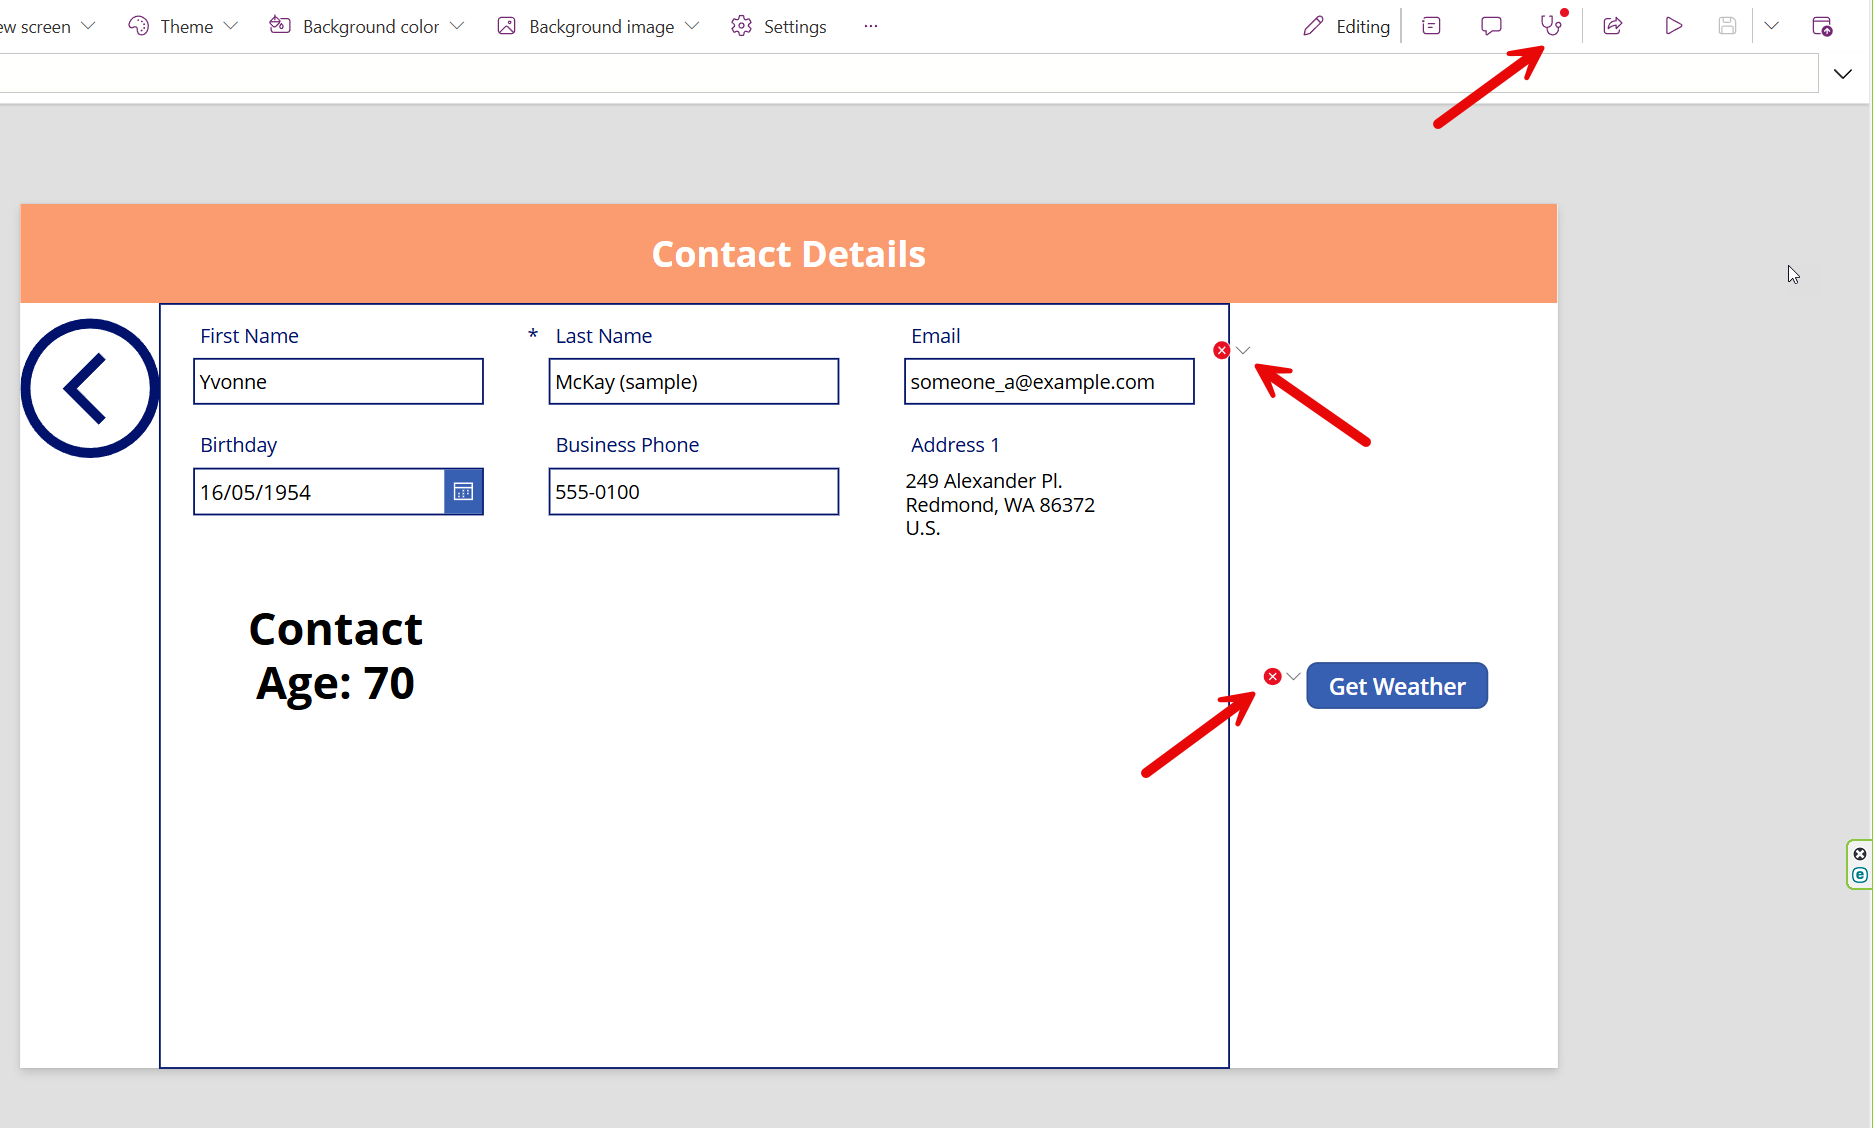 ew screen
Theme
Background color
Background image
Settings
...
Editing
Contact Details
First Name
* Last Name
Email
Yvonne
McKay (sample)
someone_a@example.com
Birthday
Business Phone
Address 1
16/05/1954
555-0100
249 Alexander Pl.
Redmond, WA 86372
U.S.
Contact
Age: 70
Get Weather